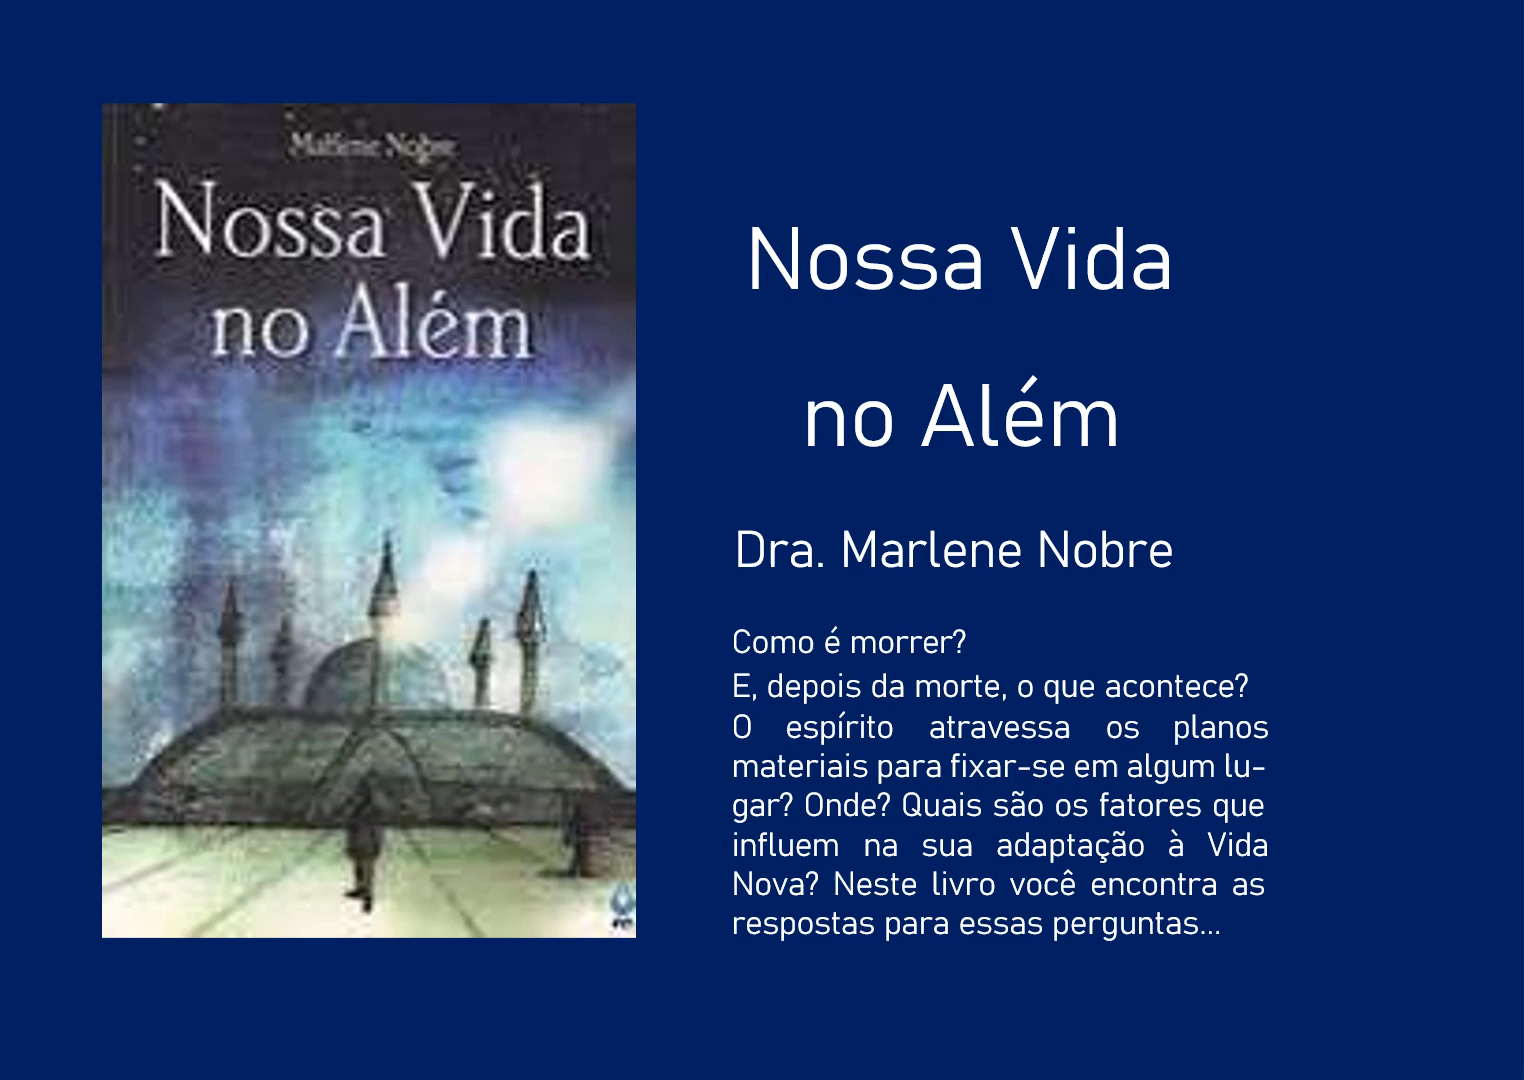 Marlene Nobre
Nossa Vida
no Além
Nossa Vida
no Além
Dra. Marlene Nobre
Como é morrer?
E, depois da morte, o que acontece?
O espírito atravessa os planos
materiais para fixar-se em algum lu-
gar? Onde? Quais são os fatores que
influem na sua adaptação à Vida
Nova? Neste livro você encontra as
respostas para essas perguntas...